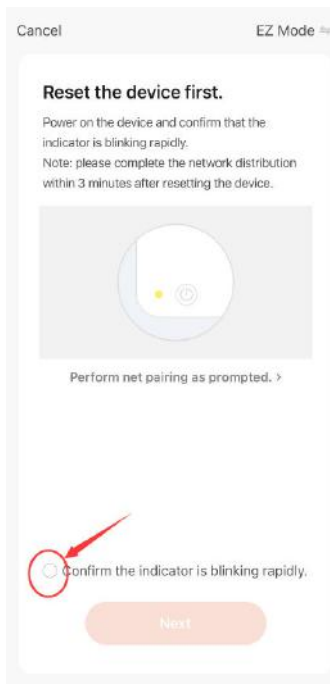 Cancel
EZ Mode
Reset the device first.
Power on the device and confirm that the
indicator is blinking rapidly.
Note: please complete the network distribution
within 3 minutes after resetting the device.
Perform net pairing as prompted. >
Confirm the indicator is blinking rapidly.
Next